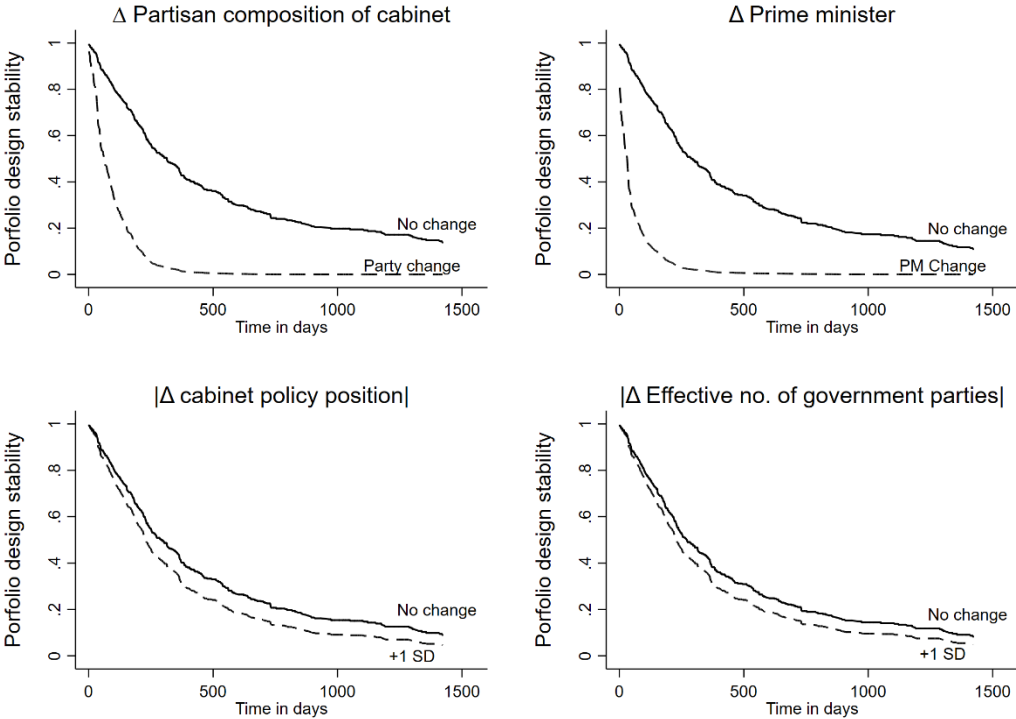 Δ Partisan composition of cabinet
Porfolio design stability
1
.8
.6
.4
.2
0
No change
Party change
0 500 1000 1500
Time in days
Δ Prime minister
Porfolio design stability
1
.8
.6
.4
.2
0
No change
PM Change
0 500 1000 1500
Time in days
|Δ cabinet policy position|
Porfolio design stability
1
.8
.6
.4
.2
0
No change
+1 SD
0 500 1000 1500
Time in days
|Δ Effective no. of government parties|
Porfolio design stability
1
.8
.6
.4
.2
0
No change
+1 SD
0 500 1000 1500
Time in days